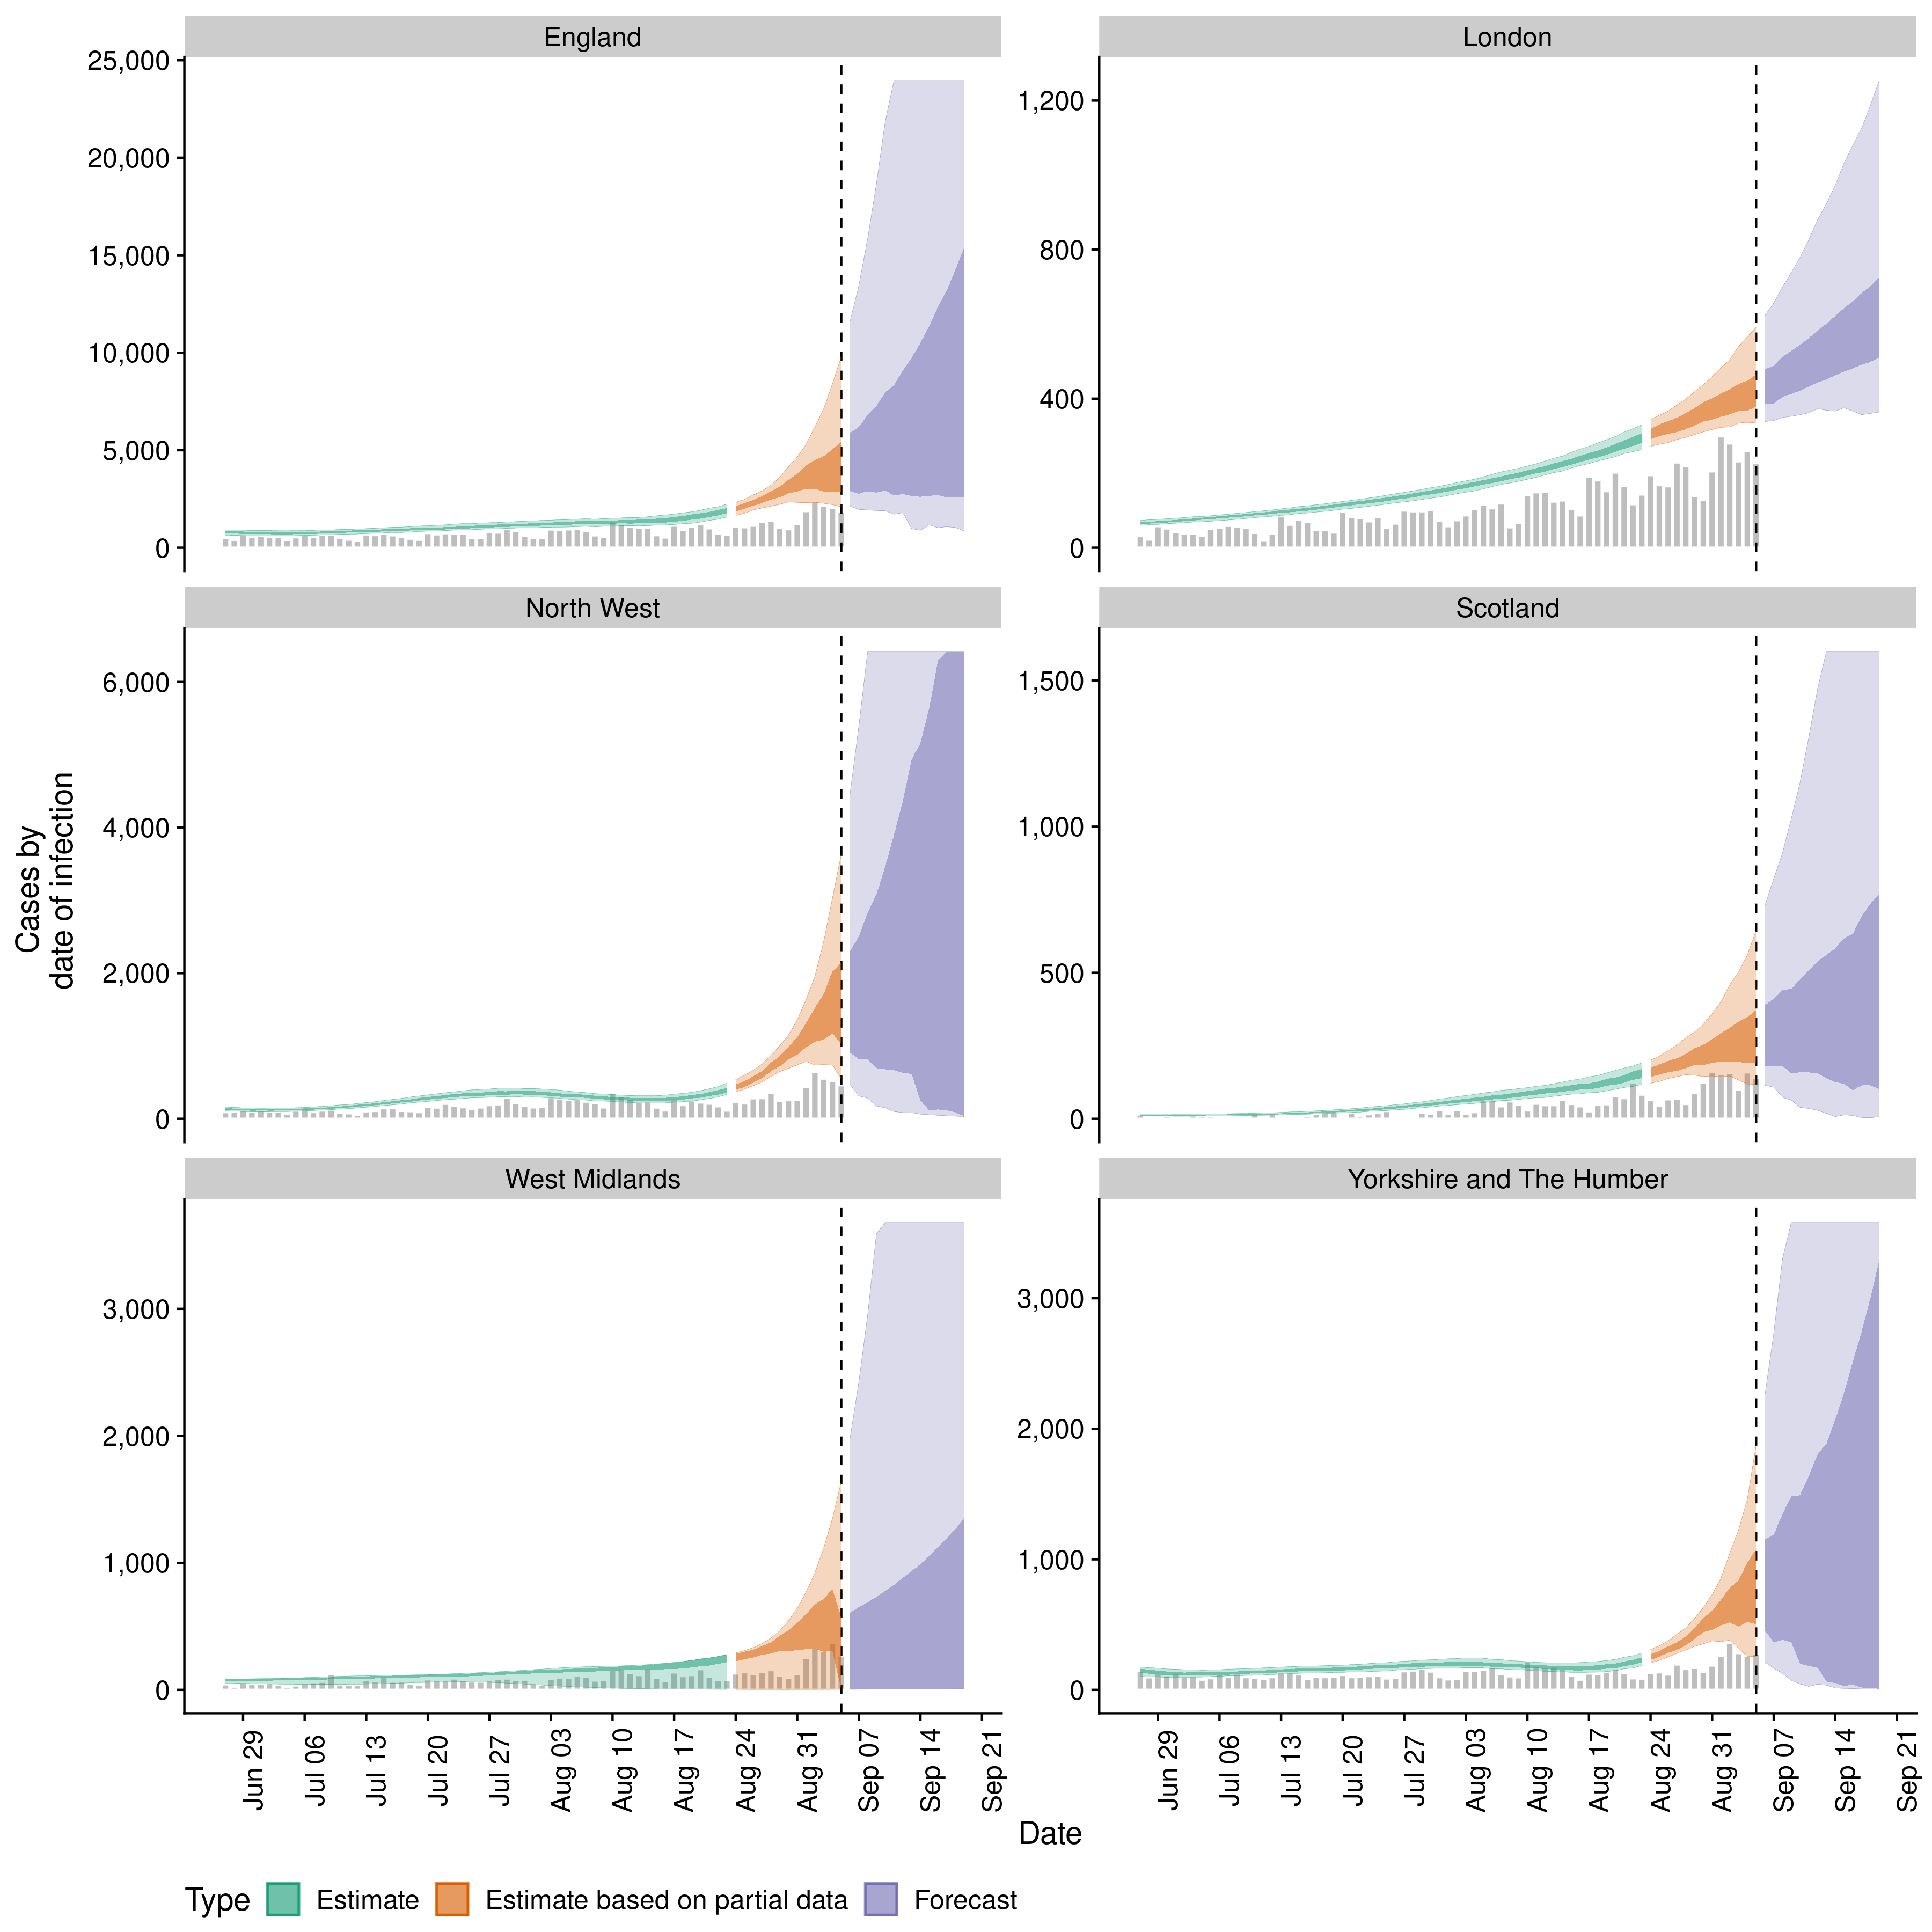 England
London
25,000
20,000
15,000
10,000
5,000
0
1,200
800
400
0
North West
Scotland
6,000
4,000
2,000
0
1,500
1,000
500
0
West Midlands
Yorkshire and The Humber
3,000
2,000
1,000
0
3,000
2,000
1,000
0
Cases by
date of infection
Jun 29
Jul 06
Jul 13
Jul 20
Jul 27
Aug 03
Aug 10
Aug 17
Aug 24
Aug 31
Sep 07
Sep 14
Sep 21
Jun 29
Jul 06
Jul 13
Jul 20
Jul 27
Aug 03
Aug 10
Aug 17
Aug 24
Aug 31
Sep 07
Sep 14
Sep 21
Date
Type Estimate Estimate based on partial data Forecast